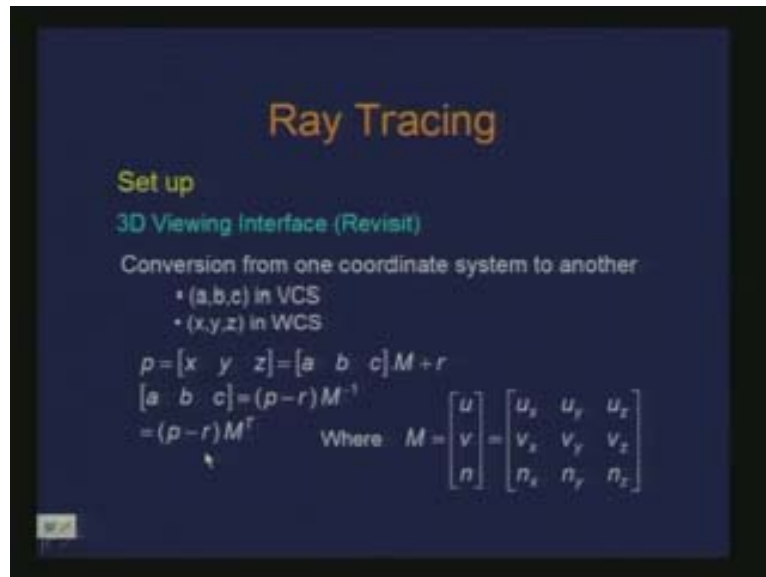 Ray Tracing
Set up
3D Viewing Interface (Revisit)
Conversion from one coordinate system to another
• (a,b,c) in VCS
• (x,y,z) in WCS
p = [x y z] = [a b c] M + r
[a b c] = (p − r) M⁻¹
= (p − r) Mᵀ Where M = [u; v; n] = [uₓ u_y u_z; vₓ v_y v_z; nₓ n_y n_z]